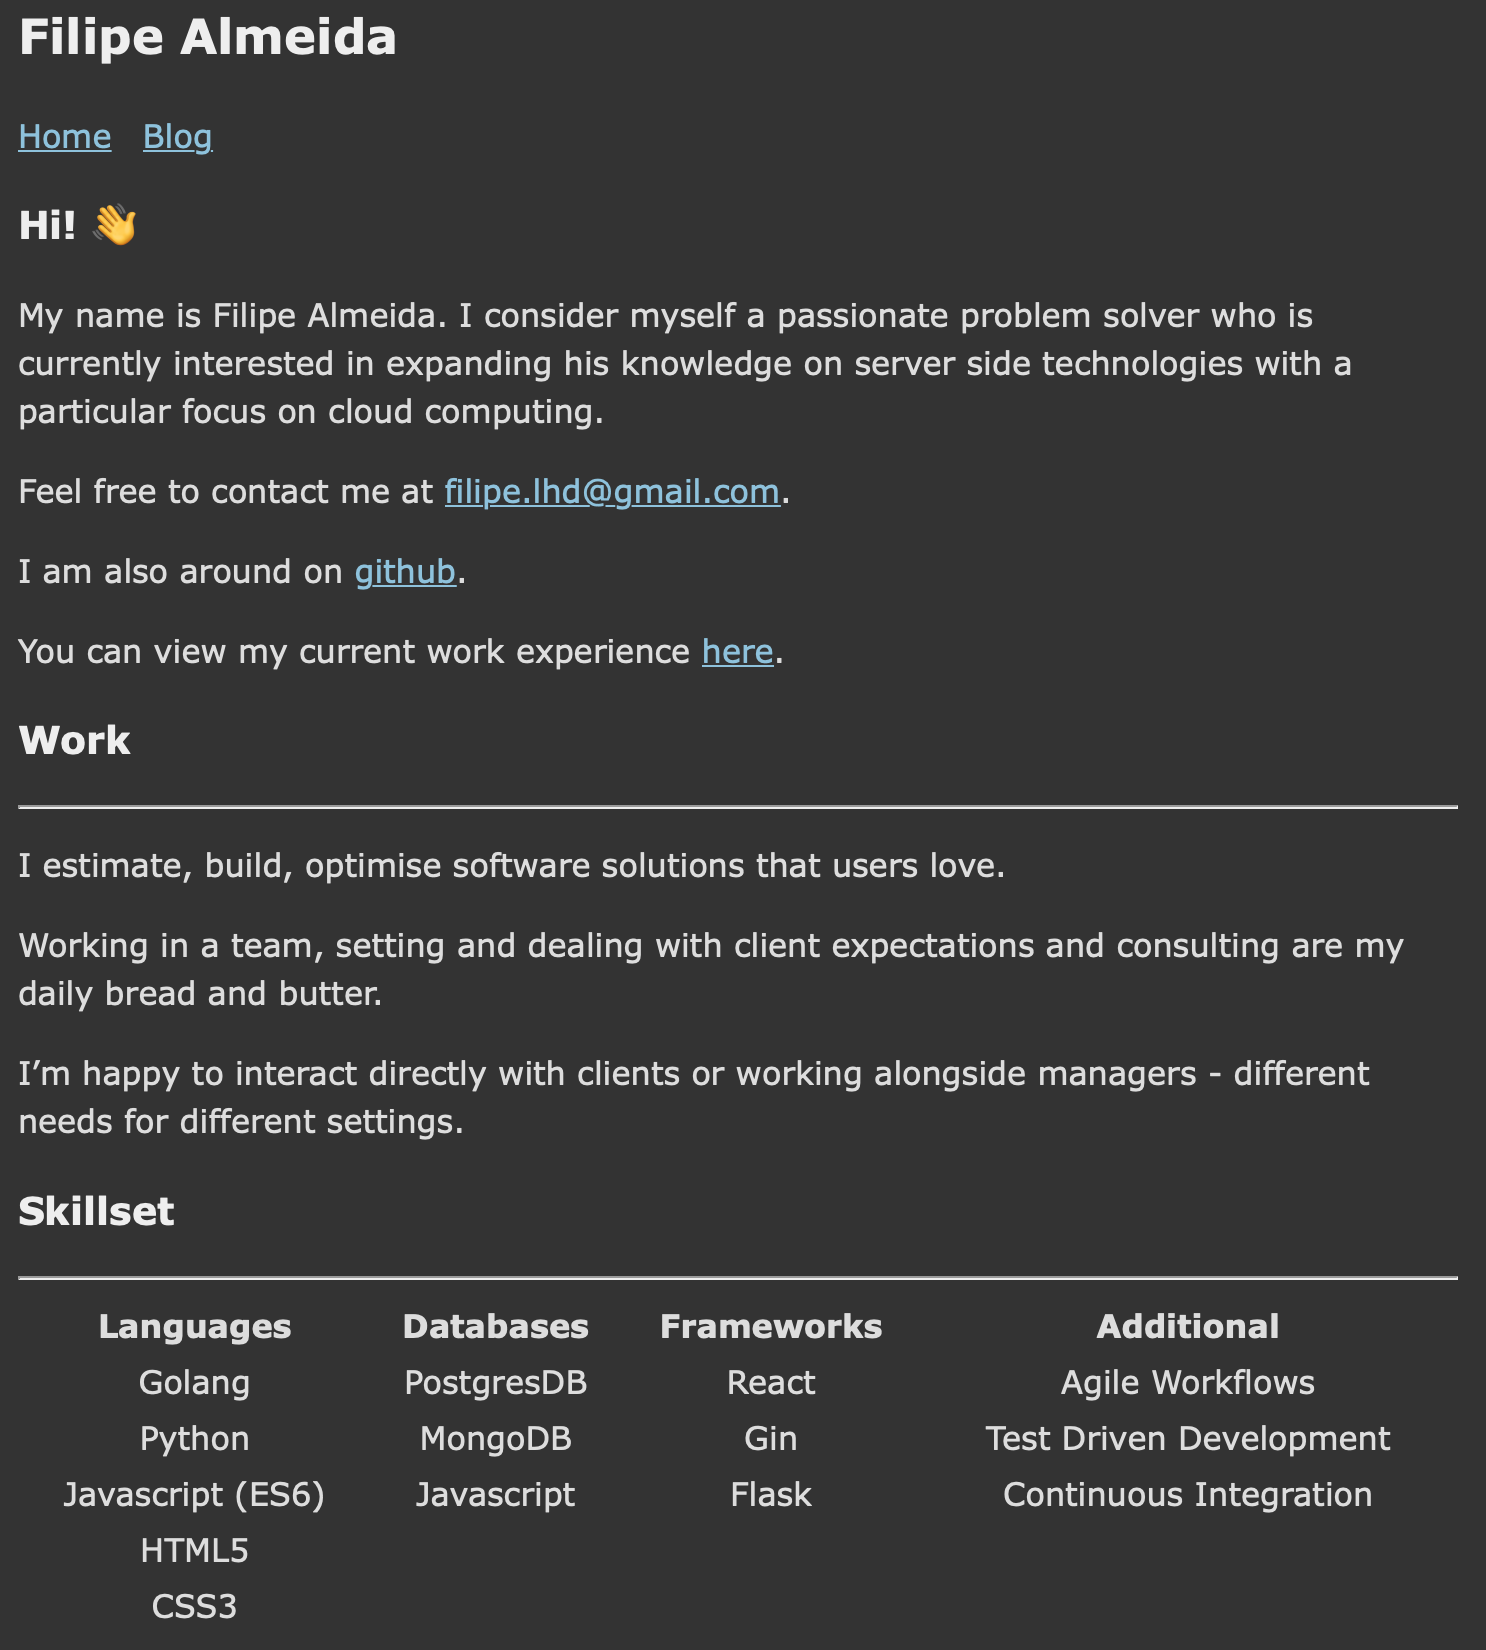 Filipe Almeida
Home Blog
Hi! 👋
My name is Filipe Almeida. I consider myself a passionate problem solver who is
currently interested in expanding his knowledge on server side technologies with a
particular focus on cloud computing.
Feel free to contact me at filipe.lhd@gmail.com.
I am also around on github.
You can view my current work experience here.
Work
I estimate, build, optimise software solutions that users love.
Working in a team, setting and dealing with client expectations and consulting are my
daily bread and butter.
I’m happy to interact directly with clients or working alongside managers - different
needs for different settings.
Skillset
Languages Databases Frameworks Additional
Golang PostgresDB React Agile Workflows
Python MongoDB Gin Test Driven Development
Javascript (ES6) Javascript Flask Continuous Integration
HTML5
CSS3